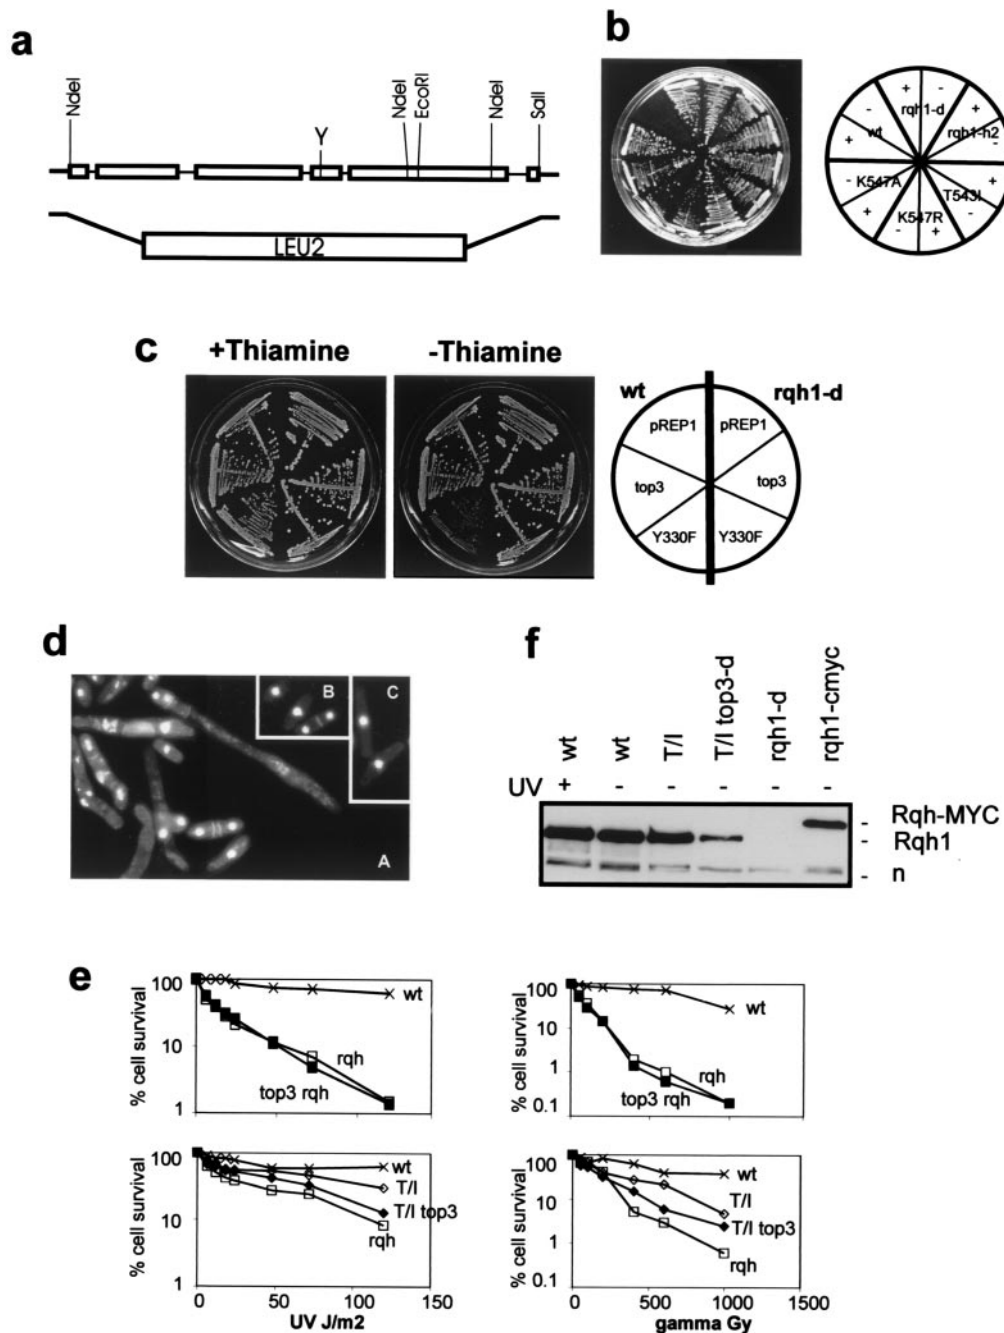 a
NdeI
Y
NdeI
EcoRI
NdeI
SalI
LEU2
b
+ -
- rqh1-d +
wt rqh1-h2
+ -
- K547A T543I +
+ K547R -
- +
c
+Thiamine -Thiamine
wt rqh1-d
pREP1 pREP1
top3 top3
Y330F Y330F
d
B C
A
f
wt
wt
T/I
T/I top3-d
rqh1-d
rqh1-cmyc
UV + - - - - -
- Rqh-MYC
- Rqh1
- n
e
% cell survival
100
10
1
wt
rqh
top3 rqh
% cell survival
100
10
1
0.1
wt
rqh
top3 rqh
% cell survival
100
10
1
wt
T/I
T/I top3
rqh
0 50 100 150
UV J/m2
% cell survival
100
10
1
0.1
wt
T/I
T/I top3
rqh
0 500 1000 1500
gamma Gy